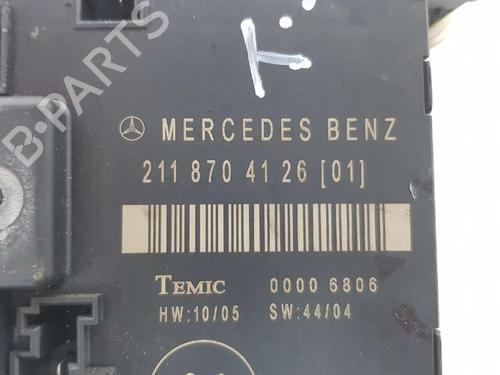 B-PARTS
MERCEDES BENZ
211 870 41 26 [01]
TEMIC 0000 6806
HW:10/05 SW:44/04